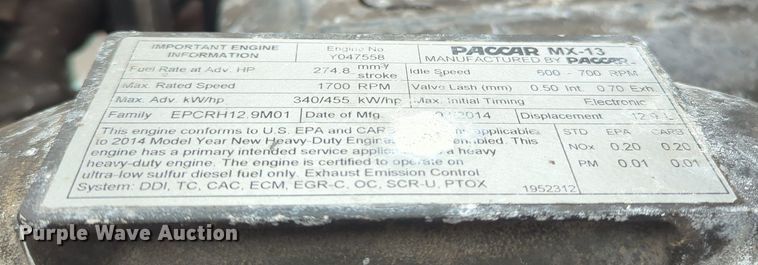 IMPORTANT ENGINE INFORMATION
Engine No. Y047558
PACCAR MX-13
MANUFACTURED BY PACCAR
Fuel Rate at Adv. HP 274.8 mm³/stroke
Idle Speed 600 - 700 RPM
Max. Rated Speed 1700 RPM
Valve Lash (mm) 0.50 Int. 0.70 Exh.
Max. Adv. kW/hp 340/455 kW/hp
Max. Initial Timing Electronic
Family EPCRH12.9M01
Date of Mfg. 2014
Displacement 12.9 L
This engine conforms to U.S. EPA and CARB applicable
to 2014 Model Year New Heavy-Duty Engines This
engine has a primary intended service application heavy
heavy-duty engine. The engine is certified to operate on
ultra-low sulfur diesel fuel only. Exhaust Emission Control
System: DDI, TC, CAC, ECM, EGR-C, OC, SCR-U, PTOX
STD EPA CARB
NOx 0.20 0.20
PM 0.01 0.01
1952312
Purple Wave Auction